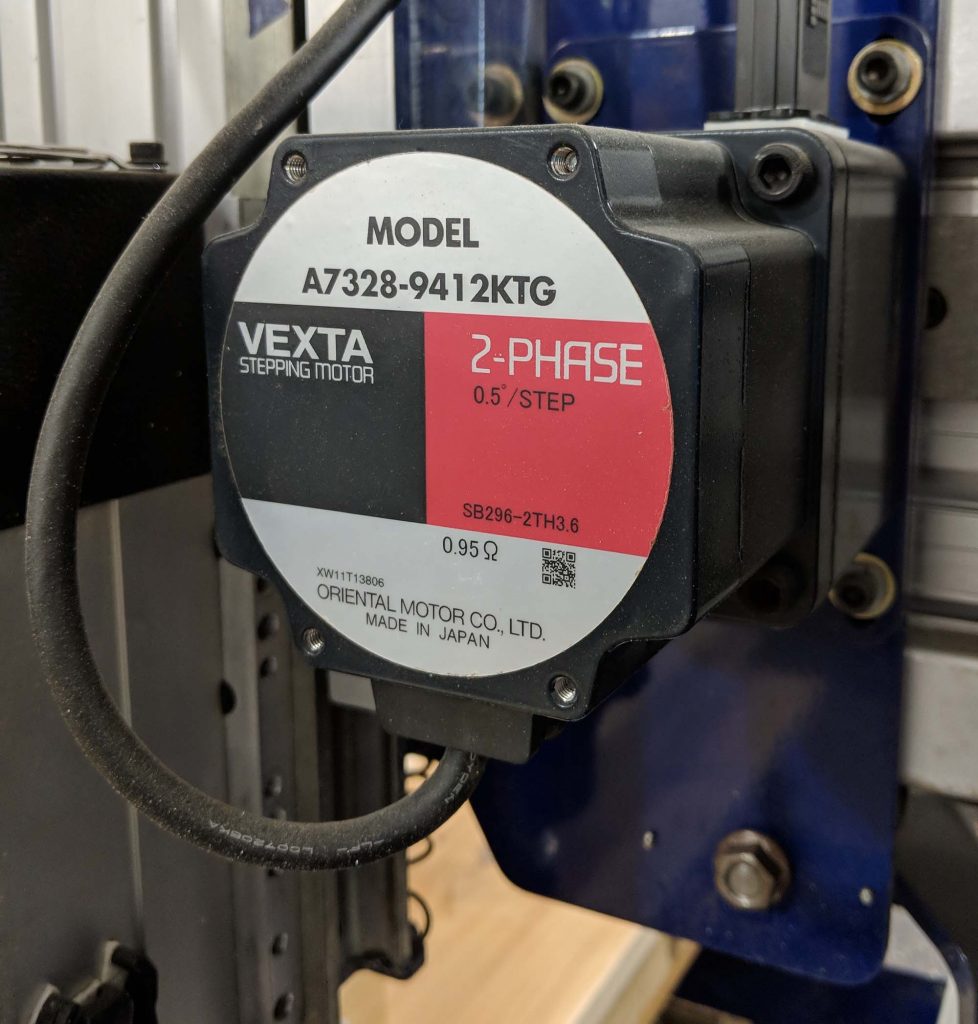 MODEL
A7328-9412KTG
VEXTA
STEPPING MOTOR
2-PHASE
0.5°/STEP
SB296-2TH3.6
0.95Ω
XW11T13806
ORIENTAL MOTOR CO., LTD.
MADE IN JAPAN